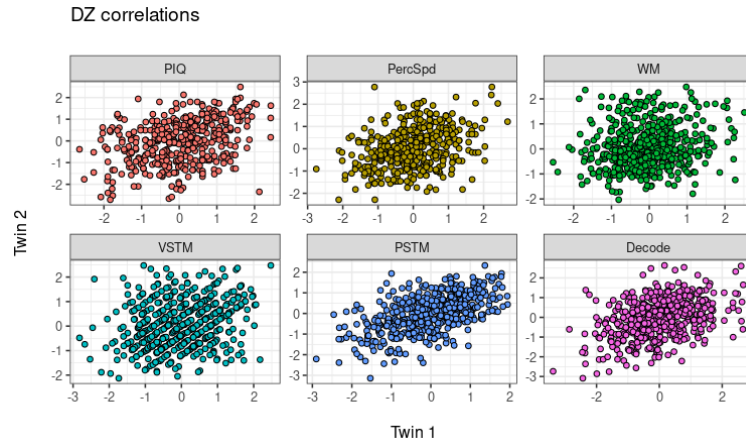 DZ correlations
PIQ PercSpd WM
2 1 0 -1 -2
3 2 1 0 -1 -2
2 1 0 -1 -2
-2 -1 0 1 2
-3 -2 -1 0 1 2
-2 -1 0 1 2
Twin 2
VSTM PSTM Decode
2 1 0 -1 -2
2 1 0 -1 -2 -3
2 1 0 -1 -2 -3
-3 -2 -1 0 1 2
-3 -2 -1 0 1 2
-2 0 2
Twin 1